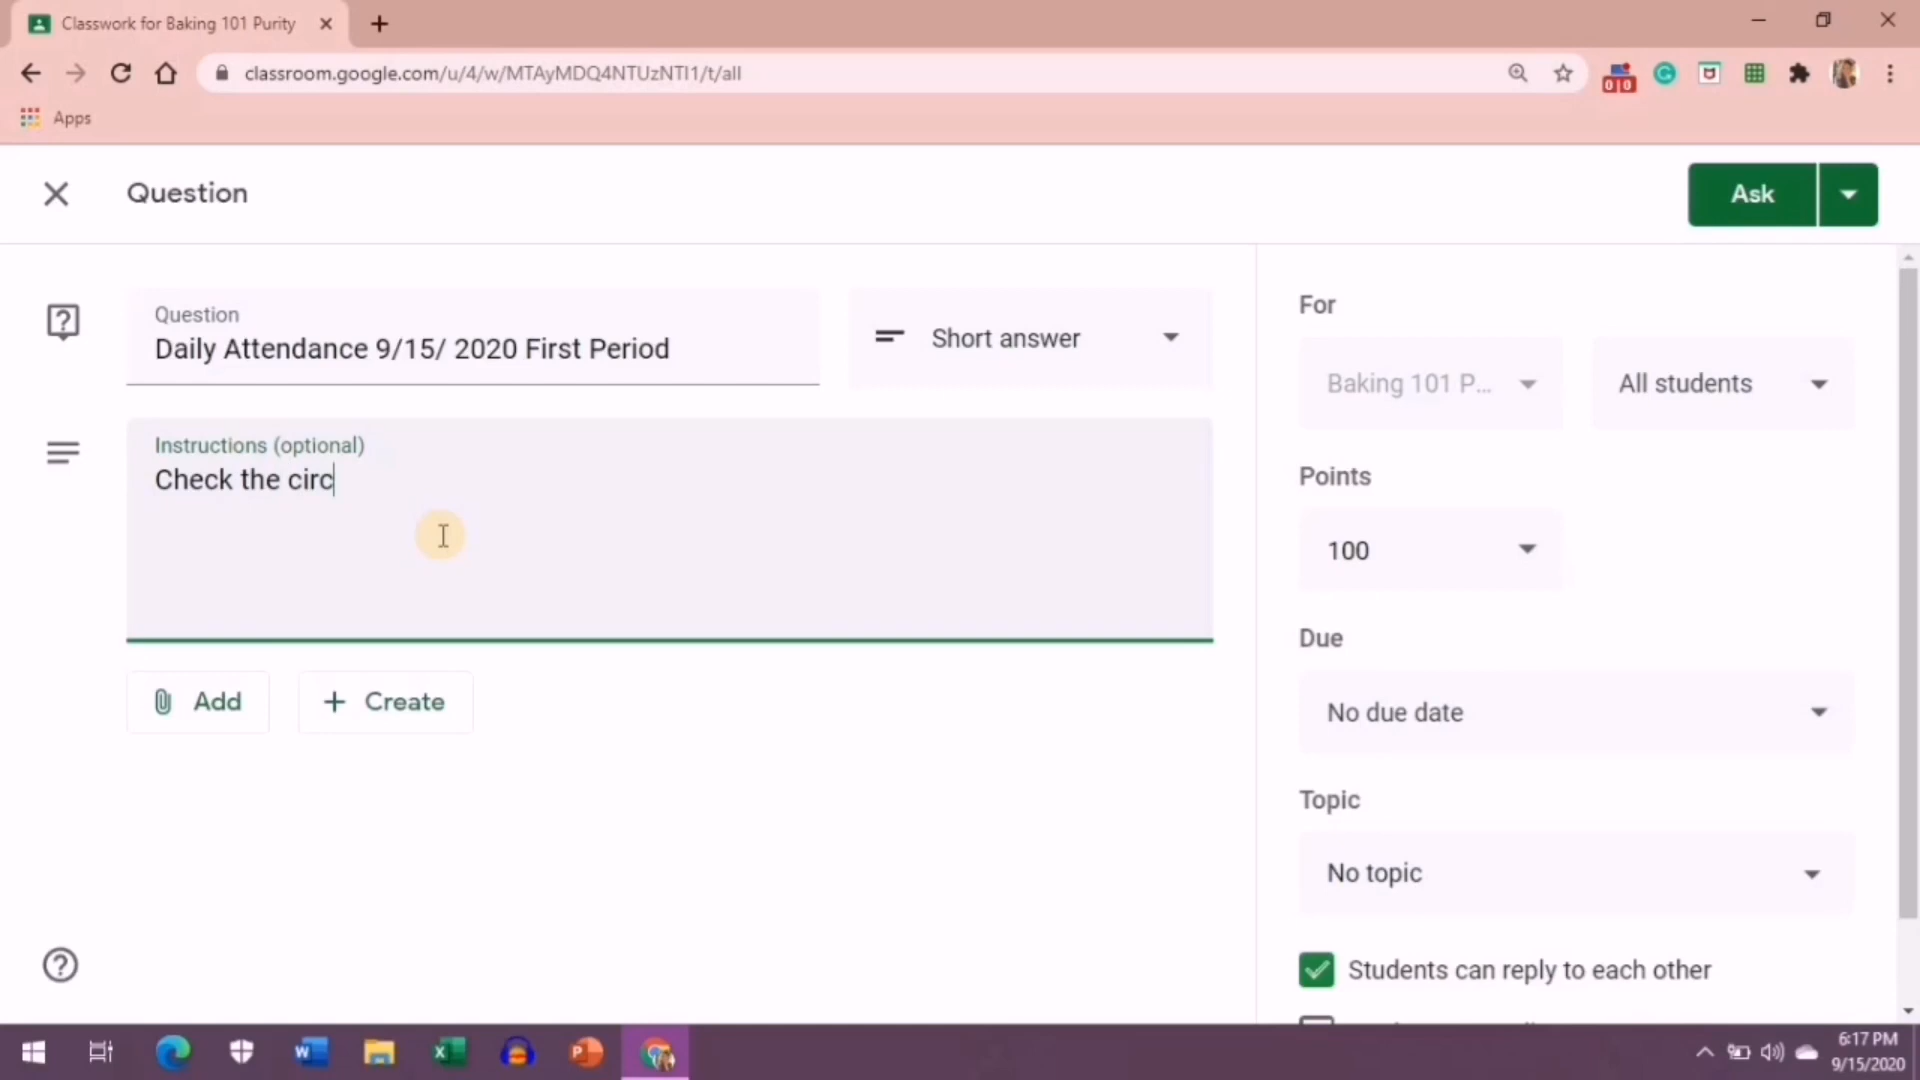 Classwork for Baking 101 Purity
classroom.google.com/u/4/w/MTAyMDQ4NTUzNTI1/t/all
Apps
Question
Ask
Question
Daily Attendance 9/15/ 2020 First Period
Short answer
For
Baking 101 P...
All students
Instructions (optional)
Check the circ
Points
100
Due
No due date
Add
Create
Topic
No topic
Students can reply to each other
6:17 PM
9/15/2020